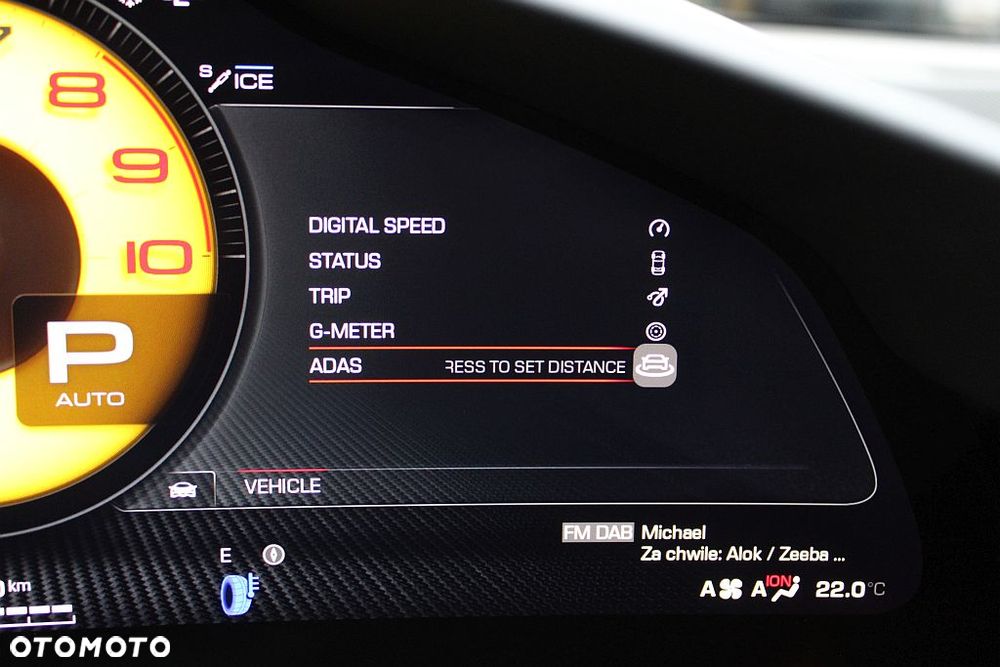 S ICE
8
9
10
DIGITAL SPEED
STATUS
TRIP
G-METER
ADAS RESS TO SET DISTANCE
P
AUTO
VEHICLE
FM DAB Michael
Za chwile: Alok / Zeeba ...
E
km
A A ION 22.0°C
OTOMOTO